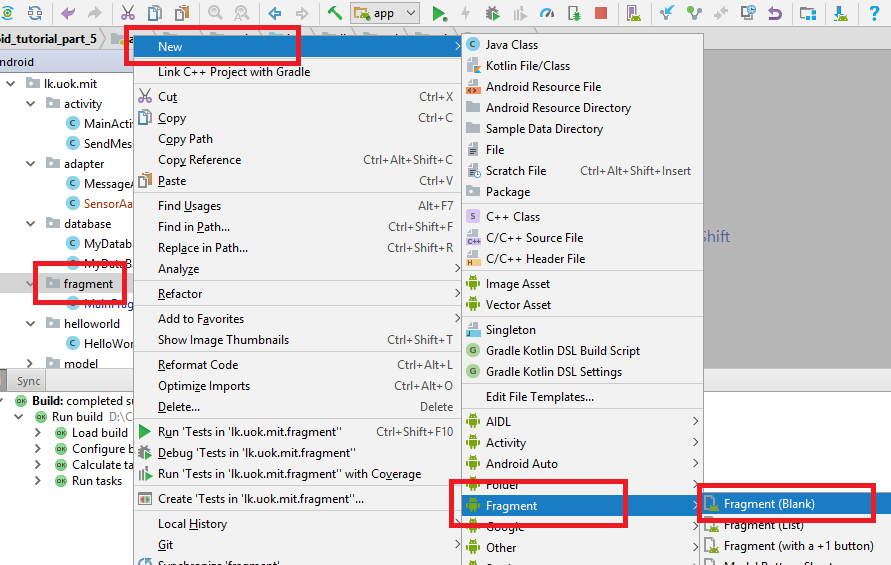 app
oid_tutorial_part_5
ndroid
lk.uok.mit
activity
MainActi
SendMess
adapter
MessageA
SensorAa
database
MyDatab
MyDataB
fragment
MainFrag
helloworld
HelloWor
model
Sync
Build: completed su
Run build D:\C
Load build
Configure b
Calculate ta
Run tasks
New
Link C++ Project with Gradle
Cut Ctrl+X
Copy Ctrl+C
Copy Path
Copy Reference Ctrl+Alt+Shift+C
Paste Ctrl+V
Find Usages Alt+F7
Find in Path... Ctrl+Shift+F
Replace in Path... Ctrl+Shift+R
Analyze
Refactor
Add to Favorites
Show Image Thumbnails Ctrl+Shift+T
Reformat Code Ctrl+Alt+L
Optimize Imports Ctrl+Alt+O
Delete... Delete
Run 'Tests in 'lk.uok.mit.fragment'' Ctrl+Shift+F10
Debug 'Tests in 'lk.uok.mit.fragment''
Run 'Tests in 'lk.uok.mit.fragment'' with Coverage
Create 'Tests in 'lk.uok.mit.fragment''...
Local History
Git
Synchronize 'fragment'
Java Class
Kotlin File/Class
Android Resource File
Android Resource Directory
Sample Data Directory
File
Scratch File Ctrl+Alt+Shift+Insert
Package
S C++ Class
C++ C/C++ Source File
H C/C++ Header File
Image Asset
Vector Asset
Singleton
G Gradle Kotlin DSL Build Script
G Gradle Kotlin DSL Settings
Edit File Templates...
AIDL
Activity
Android Auto
Folder
Fragment
Google
Other
Shift
Fragment (Blank)
Fragment (List)
Fragment (with a +1 button)